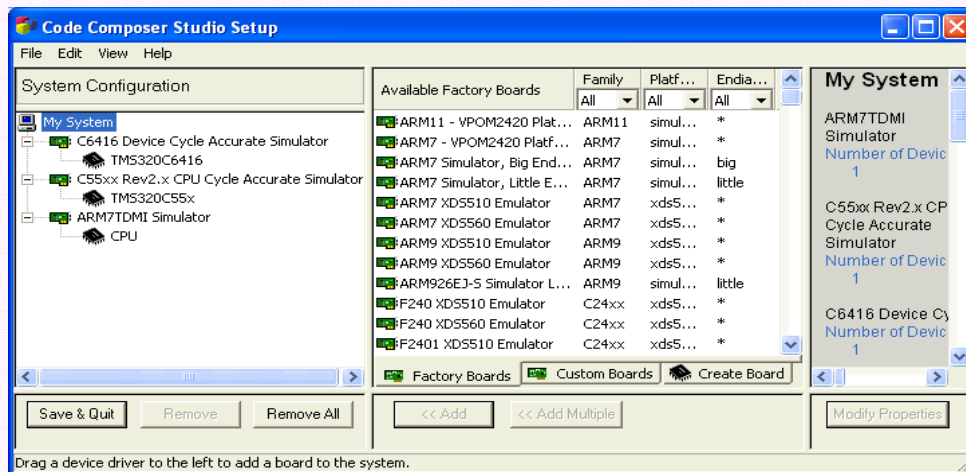 Code Composer Studio Setup
File Edit View Help
System Configuration
My System
C6416 Device Cycle Accurate Simulator
TMS320C6416
C55xx Rev2.x CPU Cycle Accurate Simulator
TMS320C55x
ARM7TDMI Simulator
CPU
Available Factory Boards Family Platf... Endia...
All All All
ARM11 - VPOM2420 Plat... ARM11 simul... *
ARM7 - VPOM2420 Platf... ARM7 simul... *
ARM7 Simulator, Big End... ARM7 simul... big
ARM7 Simulator, Little E... ARM7 simul... little
ARM7 XDS510 Emulator ARM7 xds5... *
ARM7 XDS560 Emulator ARM7 xds5... *
ARM9 XDS510 Emulator ARM9 xds5... *
ARM9 XDS560 Emulator ARM9 xds5... *
ARM926EJ-S Simulator L... ARM9 simul... little
F240 XDS510 Emulator C24xx xds5... *
F240 XDS560 Emulator C24xx xds5... *
F2401 XDS510 Emulator C24xx xds5... *
Factory Boards Custom Boards Create Board
My System
ARM7TDMI
Simulator
Number of Devic
1
C55xx Rev2.x CP
Cycle Accurate
Simulator
Number of Devic
1
C6416 Device Cy
Number of Devic
1
Save & Quit Remove Remove All << Add << Add Multiple Modify Properties
Drag a device driver to the left to add a board to the system.